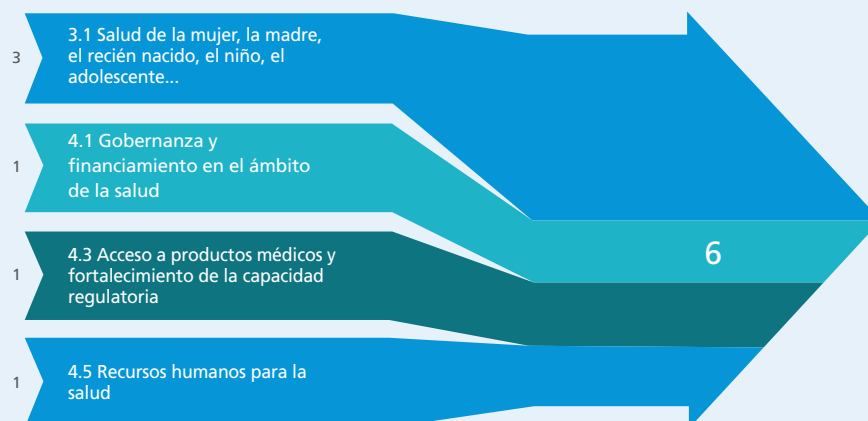 3
3.1 Salud de la mujer, la madre,
el recién nacido, el niño, el
adolescente...
1
4.1 Gobernanza y
financiamiento en el ámbito
de la salud
6
1
4.3 Acceso a productos médicos y
fortalecimiento de la capacidad
regulatoria
1
4.5 Recursos humanos para la
salud